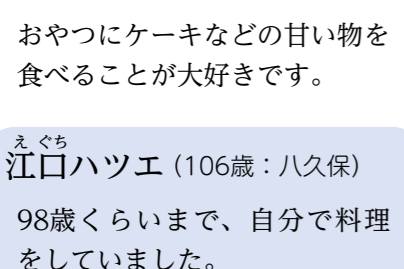 おやつにケーキなどの甘い物を
食べることが大好きです。
えぐち
江口ハツエ(106歳:八久保)
98歳くらいまで、自分で料理
をしていました。